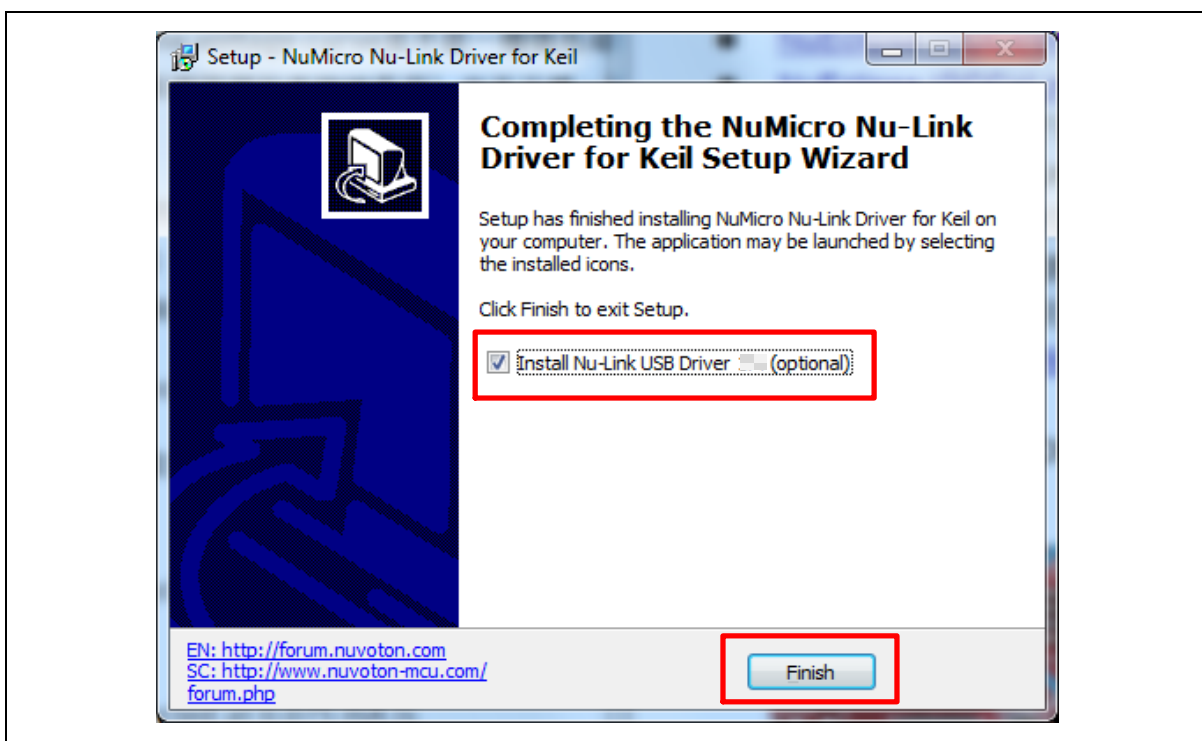 Setup - NuMicro Nu-Link Driver for Keil
Completing the NuMicro Nu-Link
Driver for Keil Setup Wizard
Setup has finished installing NuMicro Nu-Link Driver for Keil on
your computer. The application may be launched by selecting
the installed icons.
Click Finish to exit Setup.
Install Nu-Link USB Driver (optional)
EN: http://forum.nuvoton.com
SC: http://www.nuvoton-mcu.com/
forum.php
Finish